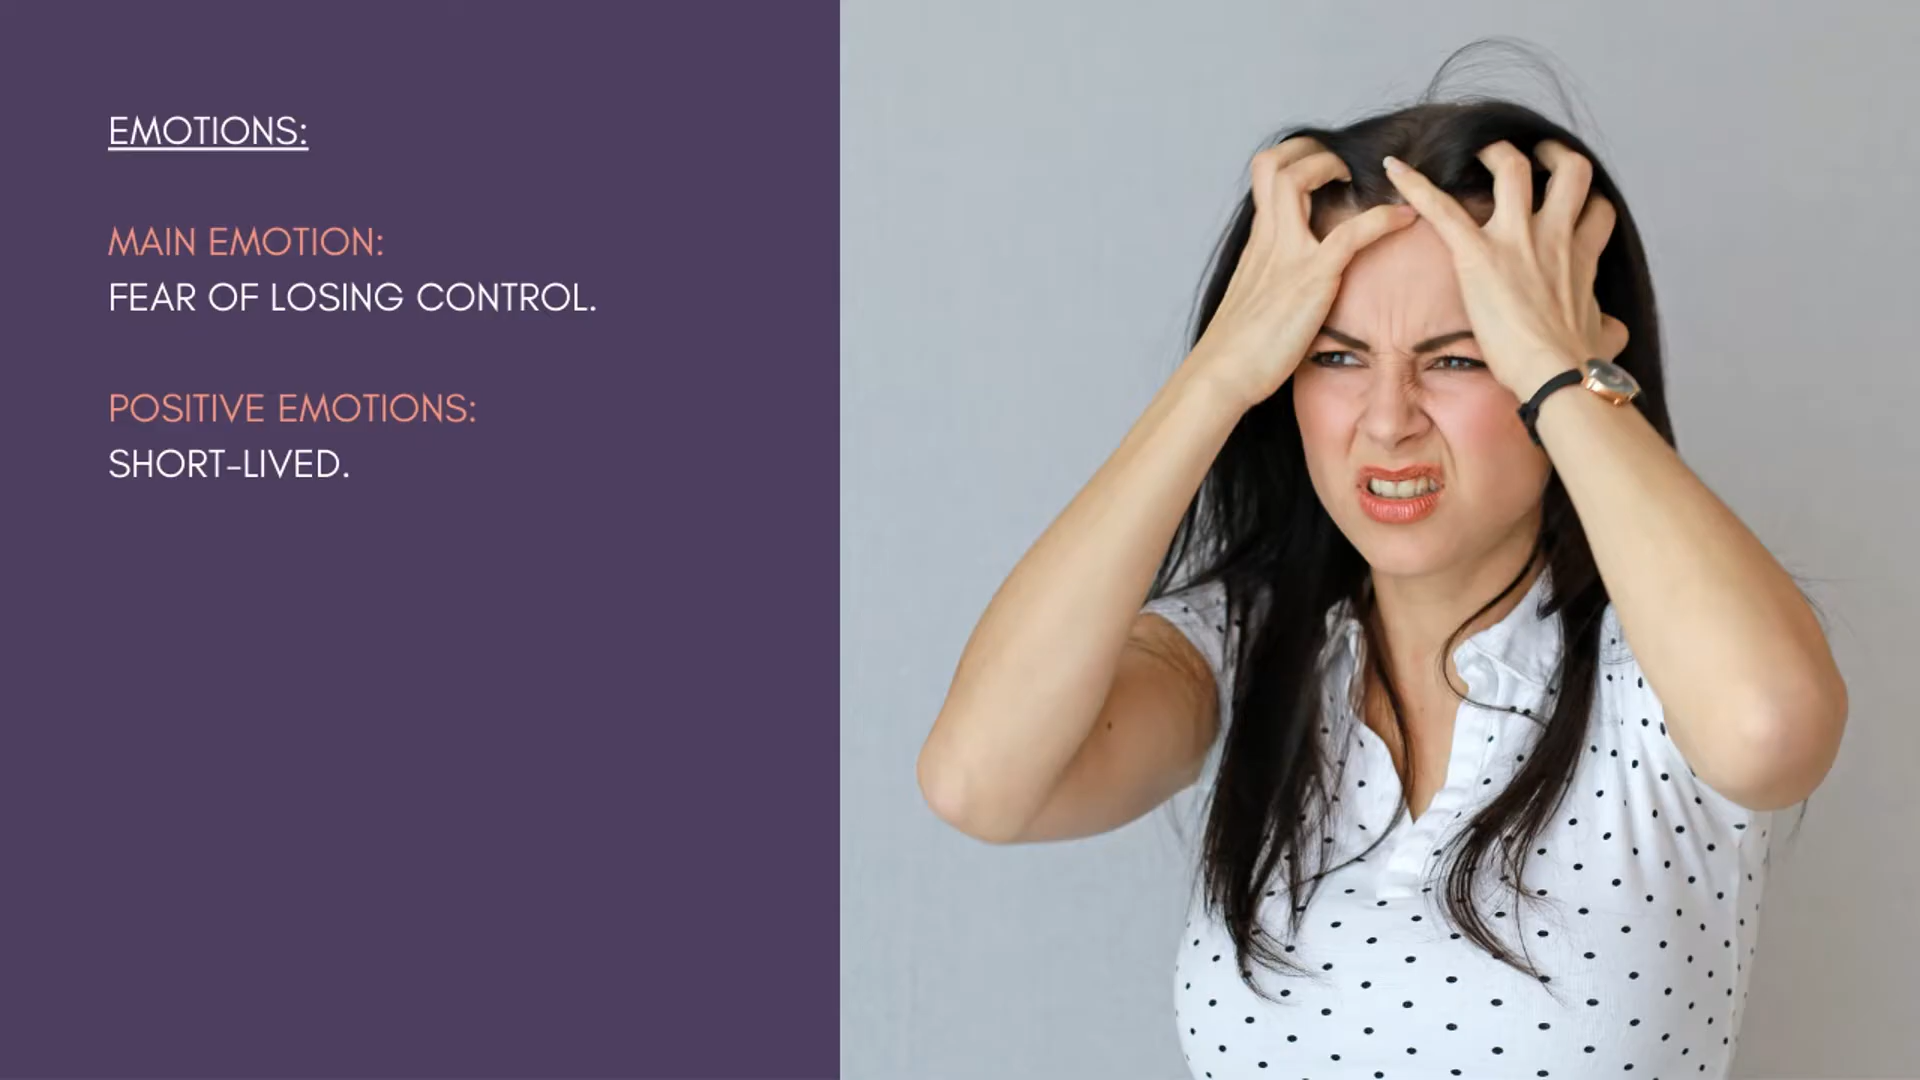 EMOTIONS:
MAIN EMOTION:
FEAR OF LOSING CONTROL.
POSITIVE EMOTIONS:
SHORT-LIVED.